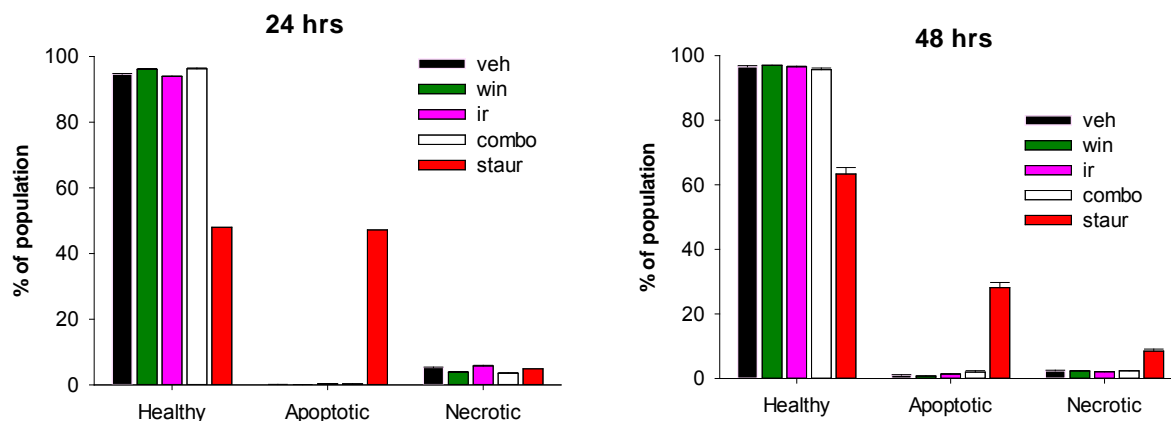 24 hrs
% of population
100
80
60
40
20
0
veh
win
ir
combo
staur
Healthy Apoptotic Necrotic
48 hrs
% of population
100
80
60
40
20
0
veh
win
ir
combo
staur
Healthy Apoptotic Necrotic